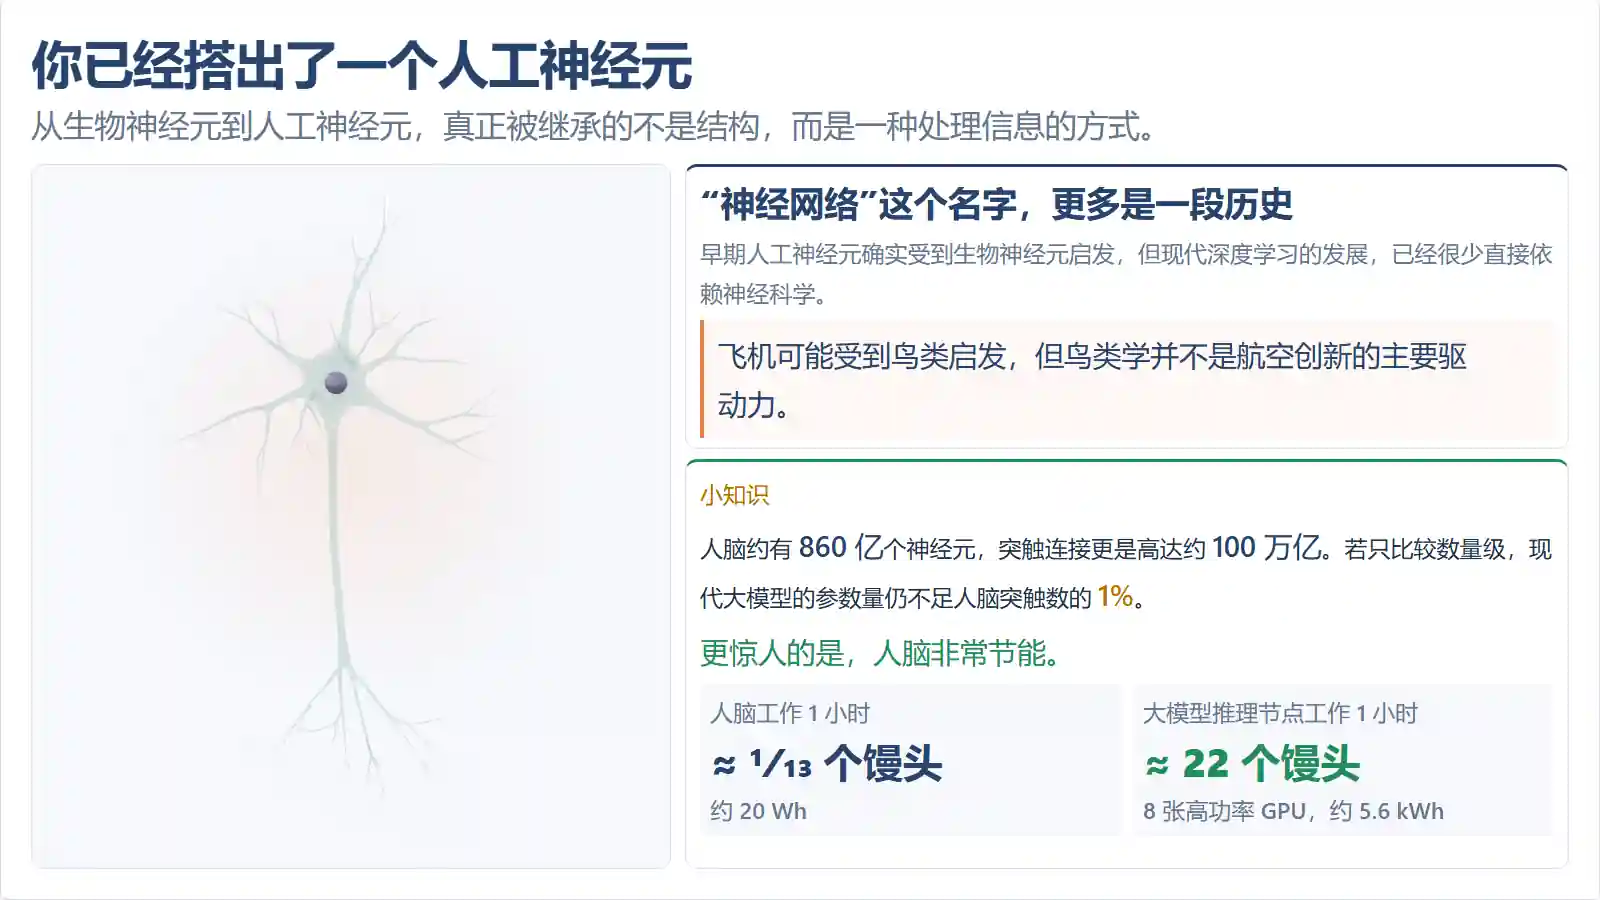 你已经搭出了一个人工神经元
从生物神经元到人工神经元，真正被继承的不是结构，而是一种处理信息的方式。
“神经网络”这个名字，更多是一段历史
早期人工神经元确实受到生物神经元启发，但现代深度学习的发展，已经很少直接依
赖神经科学。
飞机可能受到鸟类启发，但鸟类学并不是航空创新的主要驱
动力。
小知识
人脑约有 860 亿个神经元，突触连接更是高达约 100 万亿。若只比较数量级，现
代大模型的参数量仍不足人脑突触数的 1%。
更惊人的是，人脑非常节能。
人脑工作 1 小时
≈ ¹/₁₃ 个馒头
约 20 Wh
大模型推理节点工作 1 小时
≈ 22 个馒头
8 张高功率 GPU，约 5.6 kWh